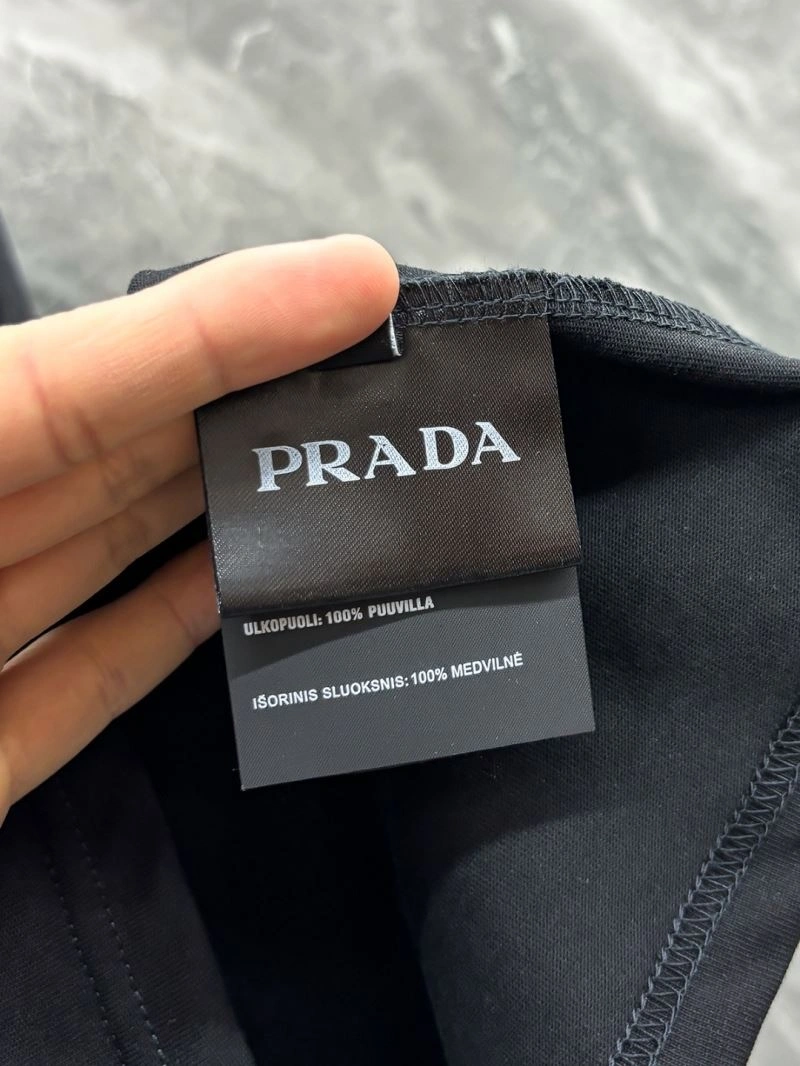 PRADA
ULKOPUOLI: 100% PUUVILLA
IŠORINIS SLUOKSNIS: 100% MEDVILNĖ